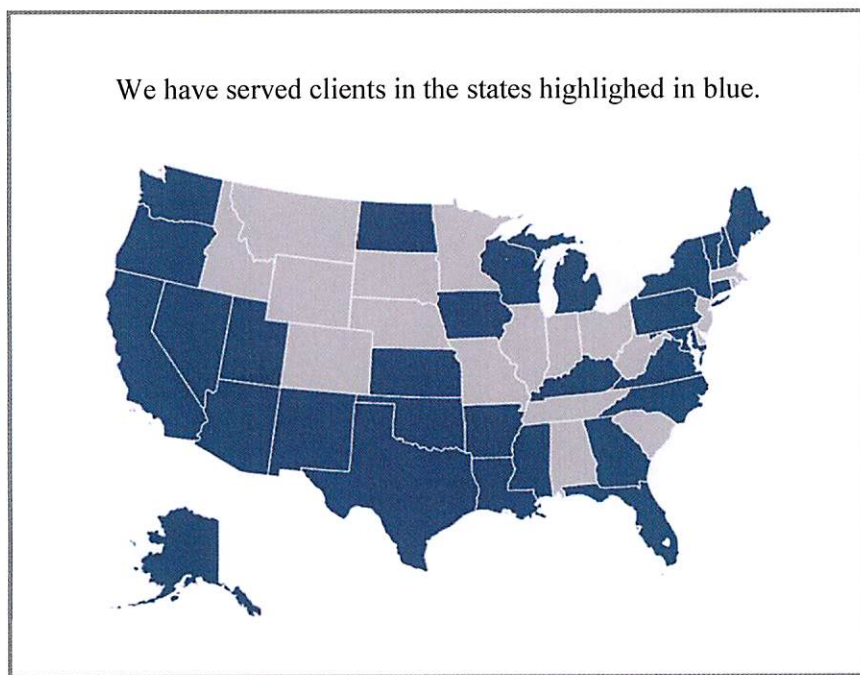 We have served clients in the states highlighed in blue.